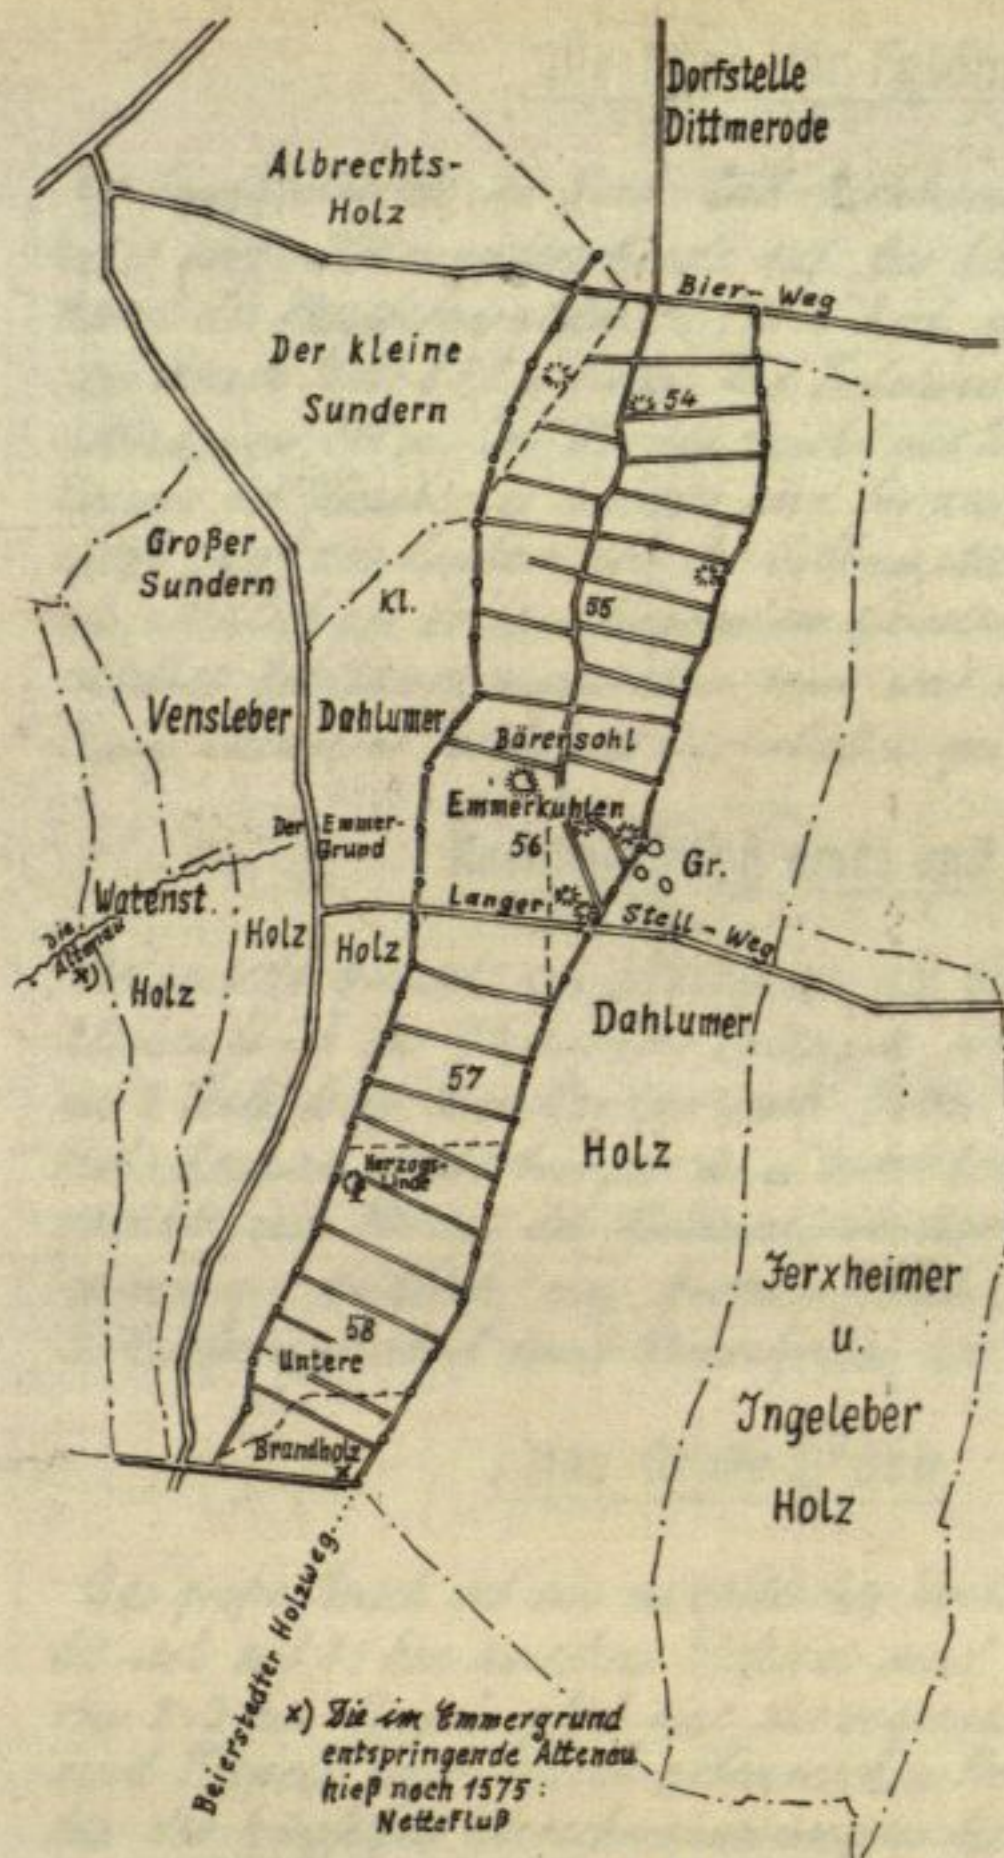 Dorfstelle
Dittmerode
Albrechts-
Holz
Bier-Weg
Der kleine
Sundern
54
Großer
Sundern
Kl.
55
Vensleber
Dahlumer
Bärensohl
Emmerkuhlen
Der Emmer-
Grund
56
Gr.
Watenst.
Holz
Holz
Langer
Stell-Weg
Die
Altenau
x)
Holz
Dahlumer
57
Holz
Herzogs-
Linde
Jerxheimer
u.
Ingeleber
Holz
58
Untere
Brandholz
x
Beierstedter Holzweg
x) Die im Emmergrund
entspringende Altenau
hieß noch 1575:
Nettefluß